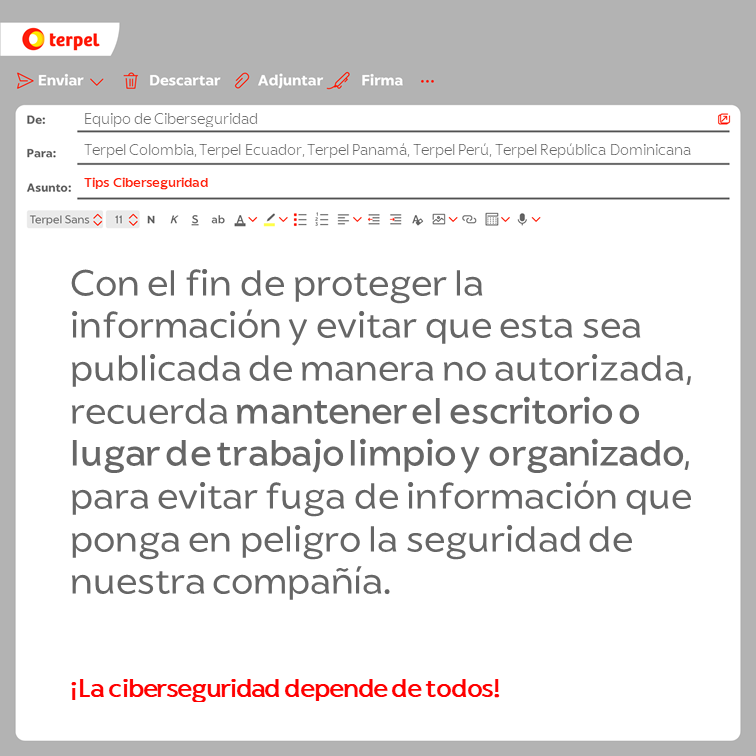 terpel
Enviar Descartar Adjuntar Firma ...
De: Equipo de Ciberseguridad
Para: Terpel Colombia, Terpel Ecuador, Terpel Panamá, Terpel Perú, Terpel República Dominicana
Asunto: Tips Ciberseguridad
Terpel Sans 11 N K S ab A
Con el fin de proteger la
información y evitar que esta sea
publicada de manera no autorizada,
recuerda mantener el escritorio o
lugar de trabajo limpio y organizado,
para evitar fuga de información que
ponga en peligro la seguridad de
nuestra compañía.
¡La ciberseguridad depende de todos!